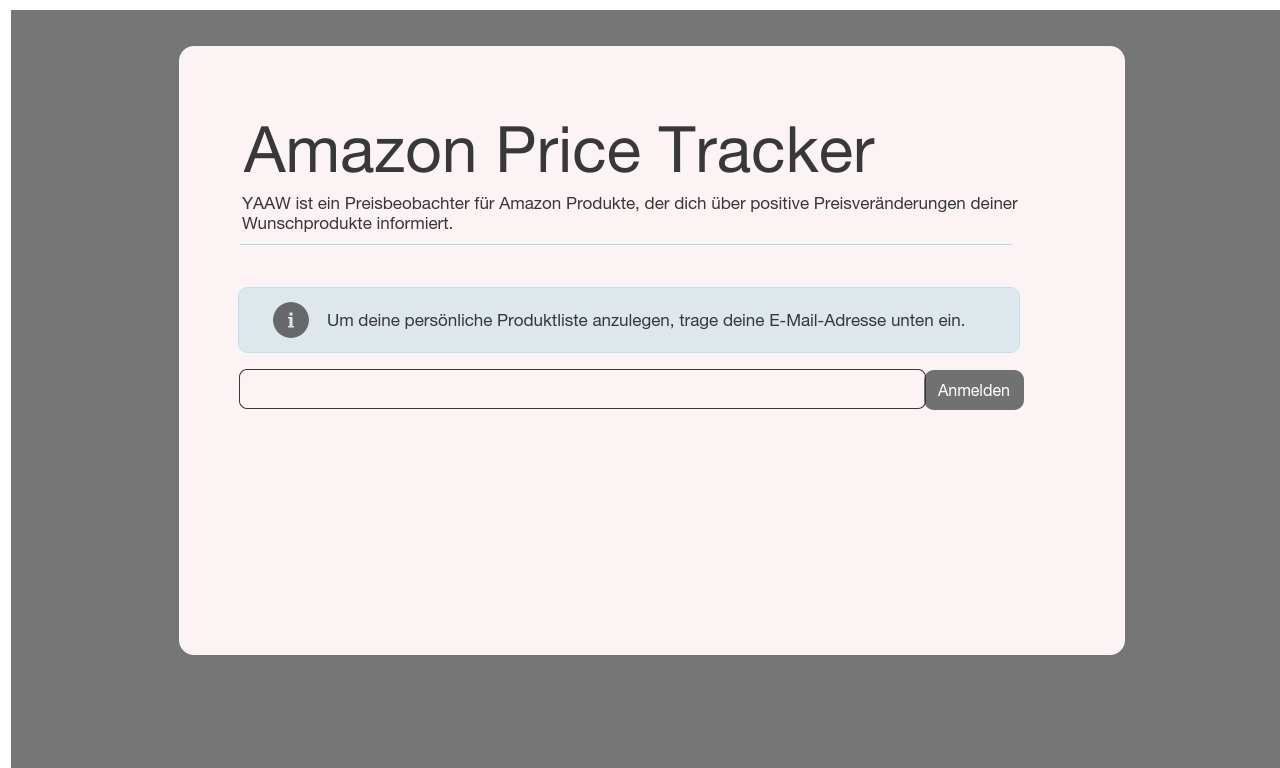 Amazon Price Tracker
YAAW ist ein Preisbeobachter für Amazon Produkte, der dich über positive Preisveränderungen deiner
Wunschprodukte informiert.
Um deine persönliche Produktliste anzulegen, trage deine E-Mail-Adresse unten ein.
Anmelden